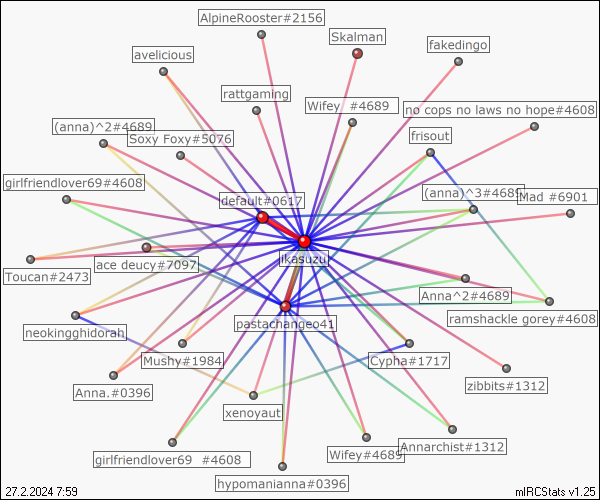 AlpineRooster#2156
Skalman
fakedingo
avelicious
rattgaming
Wifey  #4689
no cops no laws no hope#4608
(anna)^2#4689
Soxy Foxy#5076
frisout
girlfriendlover69#4608
default#0617
(anna)^3#4689
Mad #6901
ikasuzu
Toucan#2473
ace deucy#7097
Anna^2#4689
ramshackle gorey#4608
neokingghidorah
pastachangeo41
Mushy#1984
Cypha#1717
Anna.#0396
zibbits#1312
xenoyaut
girlfriendlover69  #4608
Wifey#4689
Annarchist#1312
hypomanianna#0396
27.2.2024 7:59
mIRCStats v1.25